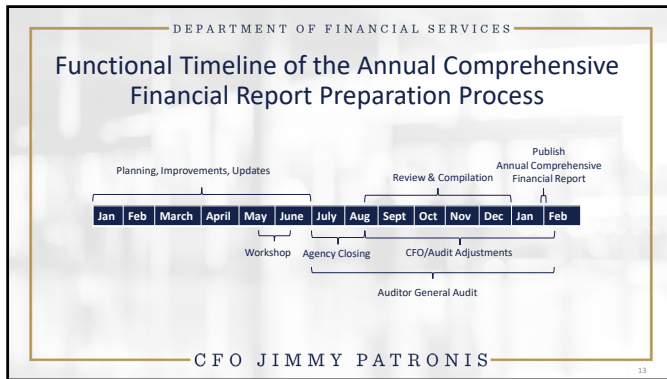 DEPARTMENT OF FINANCIAL SERVICES
Functional Timeline of the Annual Comprehensive
Financial Report Preparation Process
Publish
Annual Comprehensive
Financial Report
Planning, Improvements, Updates
Review & Compilation
Jan Feb March April May June July Aug Sept Oct Nov Dec Jan Feb
Workshop Agency Closing CFO/Audit Adjustments
Auditor General Audit
CFO JIMMY PATRONIS
13